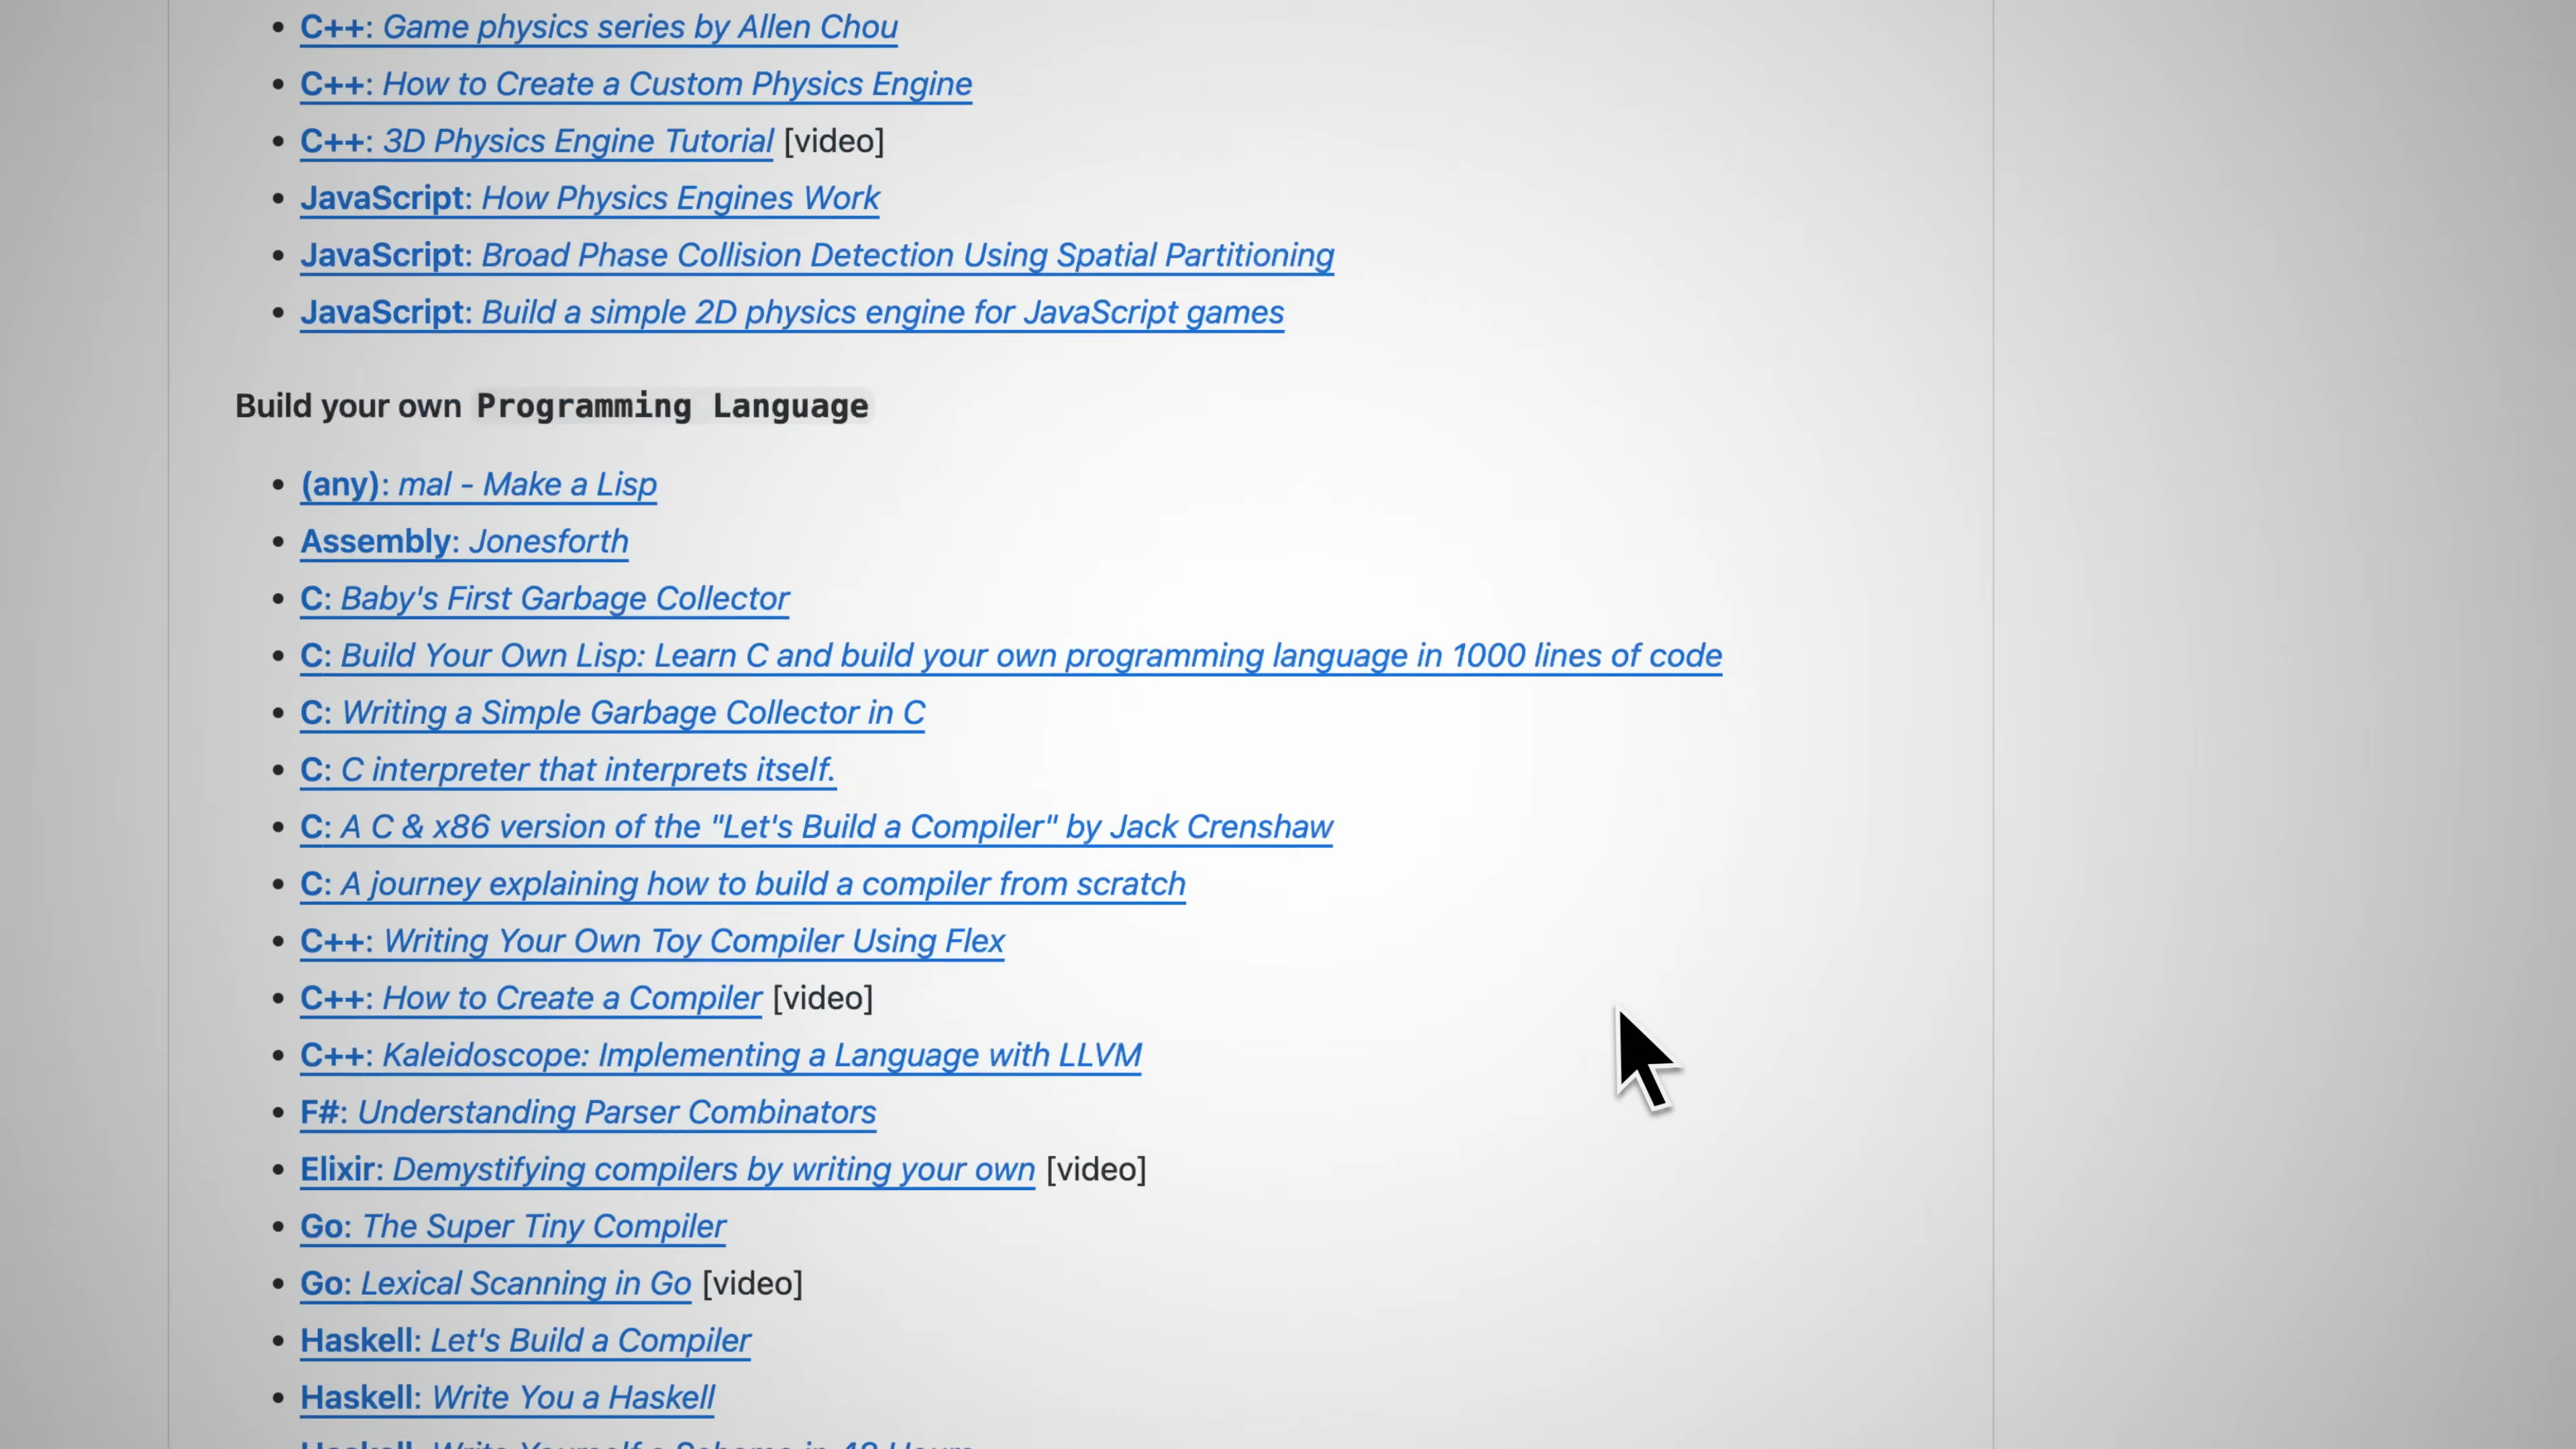 • C++: Game physics series by Allen Chou
• C++: How to Create a Custom Physics Engine
• C++: 3D Physics Engine Tutorial [video]
• JavaScript: How Physics Engines Work
• JavaScript: Broad Phase Collision Detection Using Spatial Partitioning
• JavaScript: Build a simple 2D physics engine for JavaScript games
Build your own Programming Language
• (any): mal - Make a Lisp
• Assembly: Jonesforth
• C: Baby's First Garbage Collector
• C: Build Your Own Lisp: Learn C and build your own programming language in 1000 lines of code
• C: Writing a Simple Garbage Collector in C
• C: C interpreter that interprets itself.
• C: A C & x86 version of the "Let's Build a Compiler" by Jack Crenshaw
• C: A journey explaining how to build a compiler from scratch
• C++: Writing Your Own Toy Compiler Using Flex
• C++: How to Create a Compiler [video]
• C++: Kaleidoscope: Implementing a Language with LLVM
• F#: Understanding Parser Combinators
• Elixir: Demystifying compilers by writing your own [video]
• Go: The Super Tiny Compiler
• Go: Lexical Scanning in Go [video]
• Haskell: Let's Build a Compiler
• Haskell: Write You a Haskell
Haskell: Write Yourself a Scheme in 48 Hours